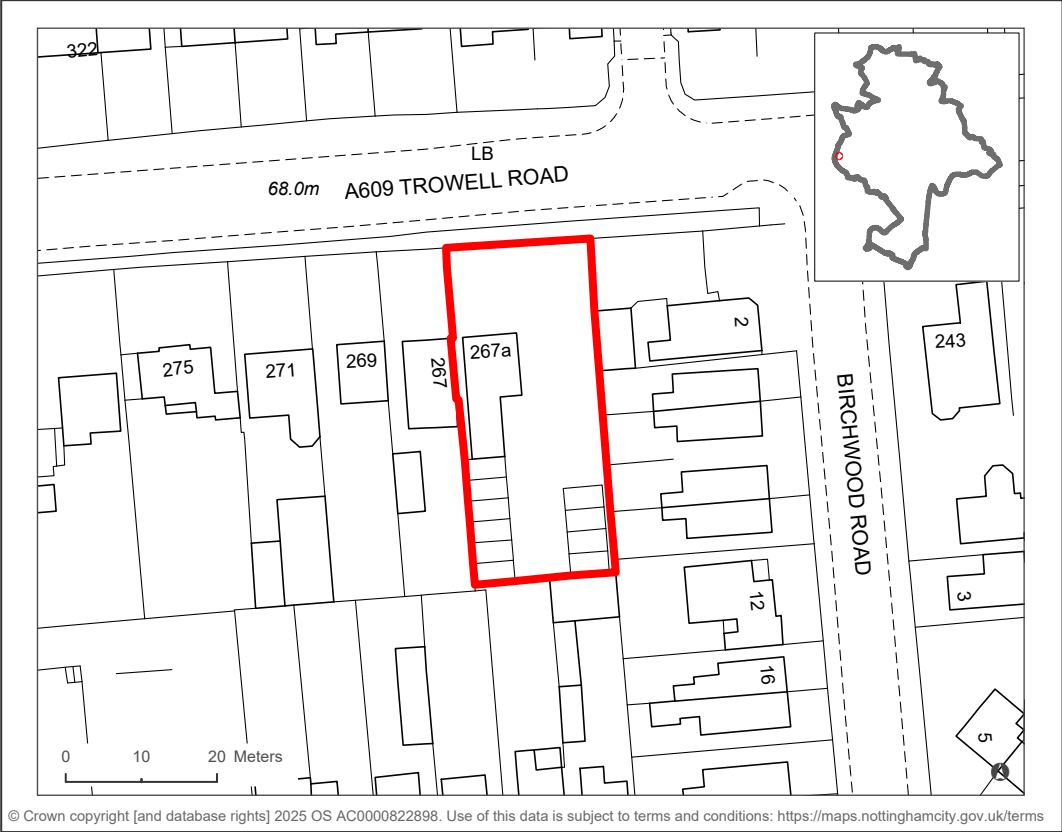 322
LB
68.0m A609 TROWELL ROAD
2
267a
243
275
271
269
267
BIRCHWOOD ROAD
12
3
16
5
0 10 20 Meters
© Crown copyright [and database rights] 2025 OS AC0000822898. Use of this data is subject to terms and conditions: https://maps.nottinghamcity.gov.uk/terms